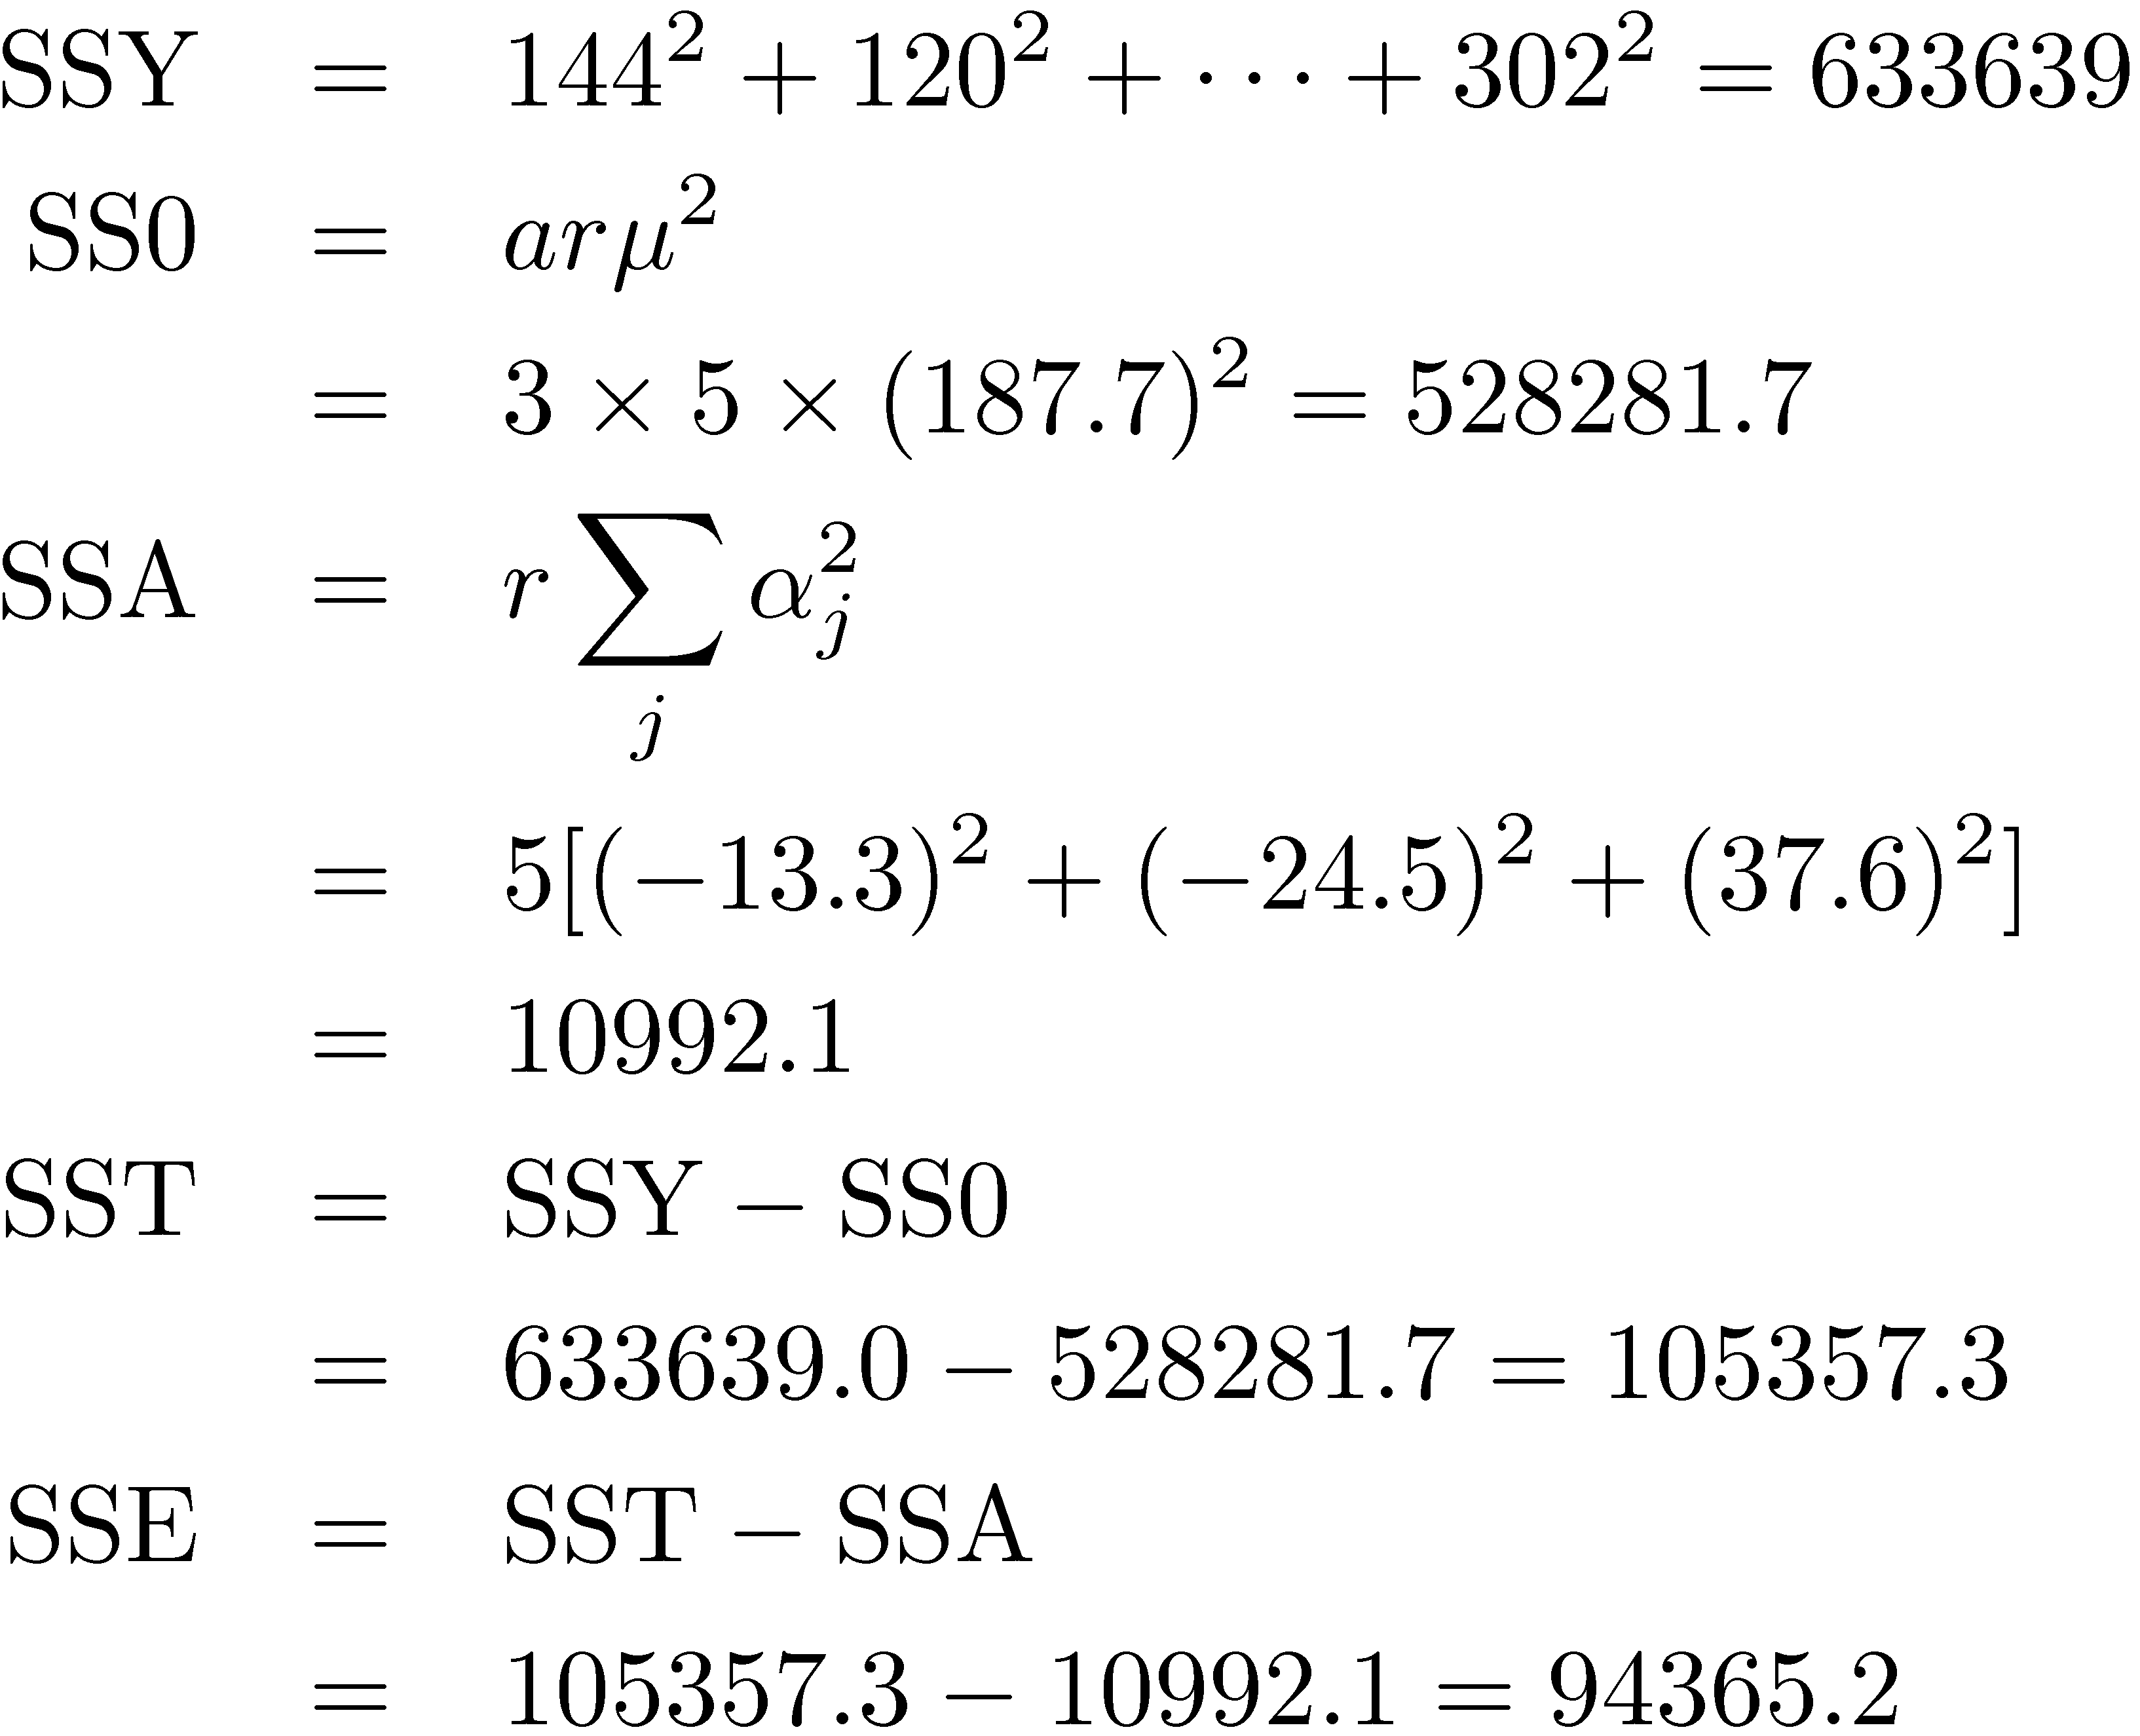 SSY = 144² + 120² + ··· + 302² = 633639
SS0 = arμ²
= 3 × 5 × (187.7)² = 528281.7
SSA = r ∑_j α_j²
= 5[(−13.3)² + (−24.5)² + (37.6)²]
= 10992.1
SST = SSY − SS0
= 633639.0 − 528281.7 = 105357.3
SSE = SST − SSA
= 105357.3 − 10992.1 = 94365.2